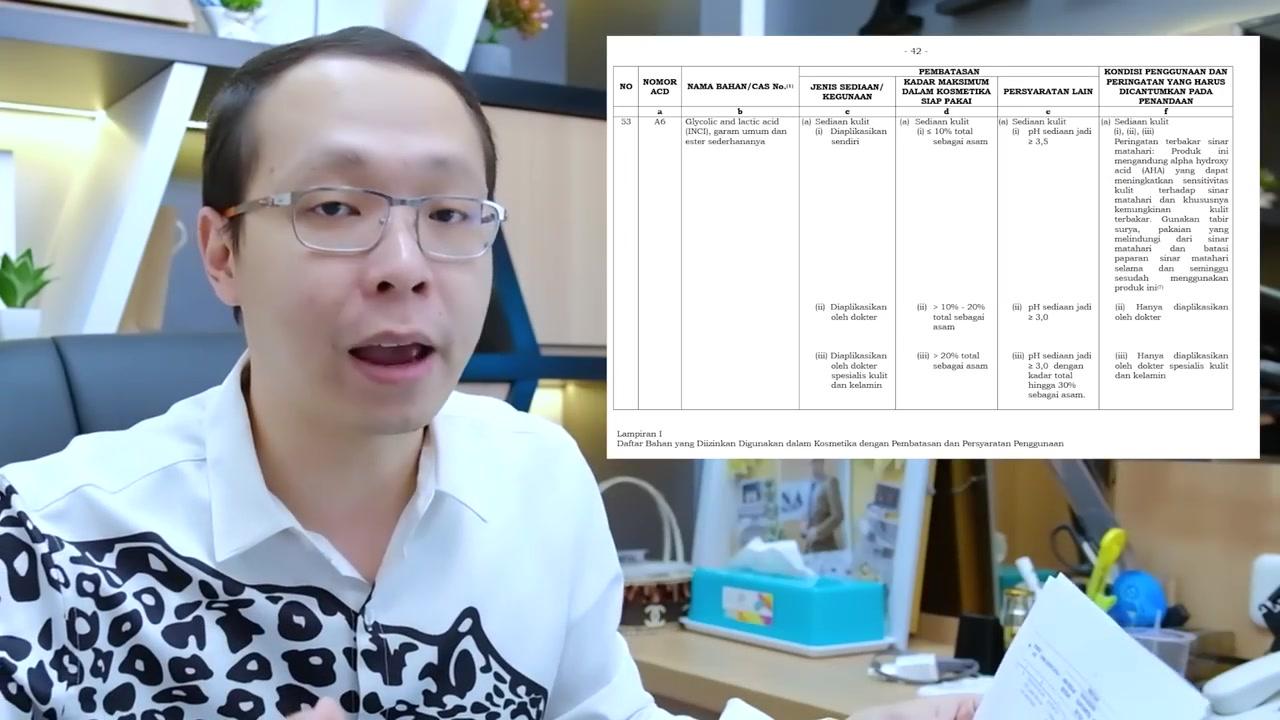 - 42 -
NO
NOMOR
ACD
NAMA BAHAN/CAS No.(1)
PEMBATASAN
JENIS SEDIAAN/
KEGUNAAN
KADAR MAKSIMUM
DALAM KOSMETIKA
SIAP PAKAI
PERSYARATAN LAIN
KONDISI PENGGUNAAN DAN
PERINGATAN YANG HARUS
DICANTUMKAN PADA
PENANDAAN
a
b
c
d
e
f
53
A6
Glycolic and lactic acid
(INCI), garam umum dan
ester sederhananya
(a) Sediaan kulit
(i) Diaplikasikan
sendiri
(a) Sediaan kulit
(i) ≤ 10% total
sebagai asam
(a) Sediaan kulit
(i) pH sediaan jadi
≥ 3,5
(a) Sediaan kulit
(i), (ii), (iii)
Peringatan terbakar sinar
matahari: Produk ini
mengandung alpha hydroxy
acid (AHA) yang dapat
meningkatkan sensitivitas
kulit terhadap sinar
matahari dan khususnya
kemungkinan kulit
terbakar. Gunakan tabir
surya, pakaian yang
melindungi dari sinar
matahari dan batasi
paparan sinar matahari
selama dan seminggu
sesudah menggunakan
produk ini(7)
(ii) Diaplikasikan
oleh dokter
(ii) > 10% - 20%
total sebagai
asam
(ii) pH sediaan jadi
≥ 3,0
(ii) Hanya diaplikasikan
oleh dokter
(iii) Diaplikasikan
oleh dokter
spesialis kulit
dan kelamin
(iii) > 20% total
sebagai asam
(iii) pH sediaan jadi
≥ 3,0 dengan
kadar total
hingga 30%
sebagai asam.
(iii) Hanya diaplikasikan
oleh dokter spesialis kulit
dan kelamin
Lampiran I
Daftar Bahan yang Diizinkan Digunakan dalam Kosmetika dengan Pembatasan dan Persyaratan Penggunaan